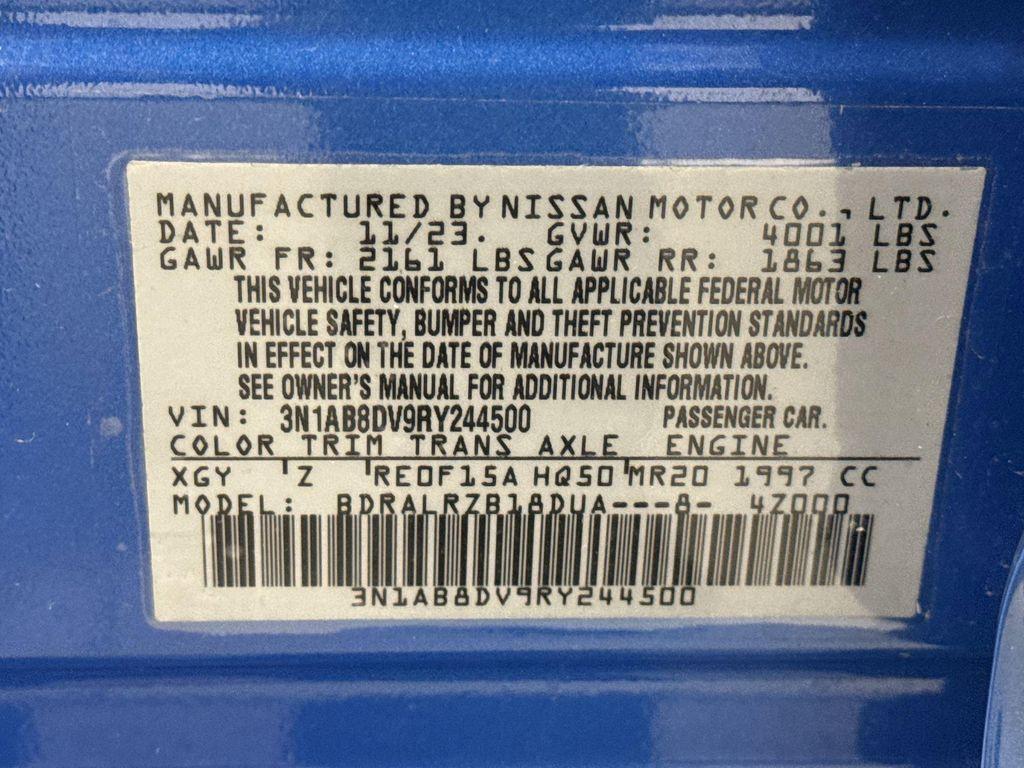 MANUFACTURED BY NISSAN MOTOR CO., LTD.
DATE: 11/23. GVWR: 4001 LBS
GAWR FR: 2161 LBS GAWR RR: 1863 LBS
THIS VEHICLE CONFORMS TO ALL APPLICABLE FEDERAL MOTOR
VEHICLE SAFETY, BUMPER AND THEFT PREVENTION STANDARDS
IN EFFECT ON THE DATE OF MANUFACTURE SHOWN ABOVE.
SEE OWNER'S MANUAL FOR ADDITIONAL INFORMATION.
VIN: 3N1AB8DV9RY244500 PASSENGER CAR.
COLOR TRIM TRANS AXLE ENGINE
XGY Z RE0F15A HQ50 MR20 1997 CC
MODEL: BDRALRZB18DUA---8- 4Z000
3N1AB8DV9RY244500